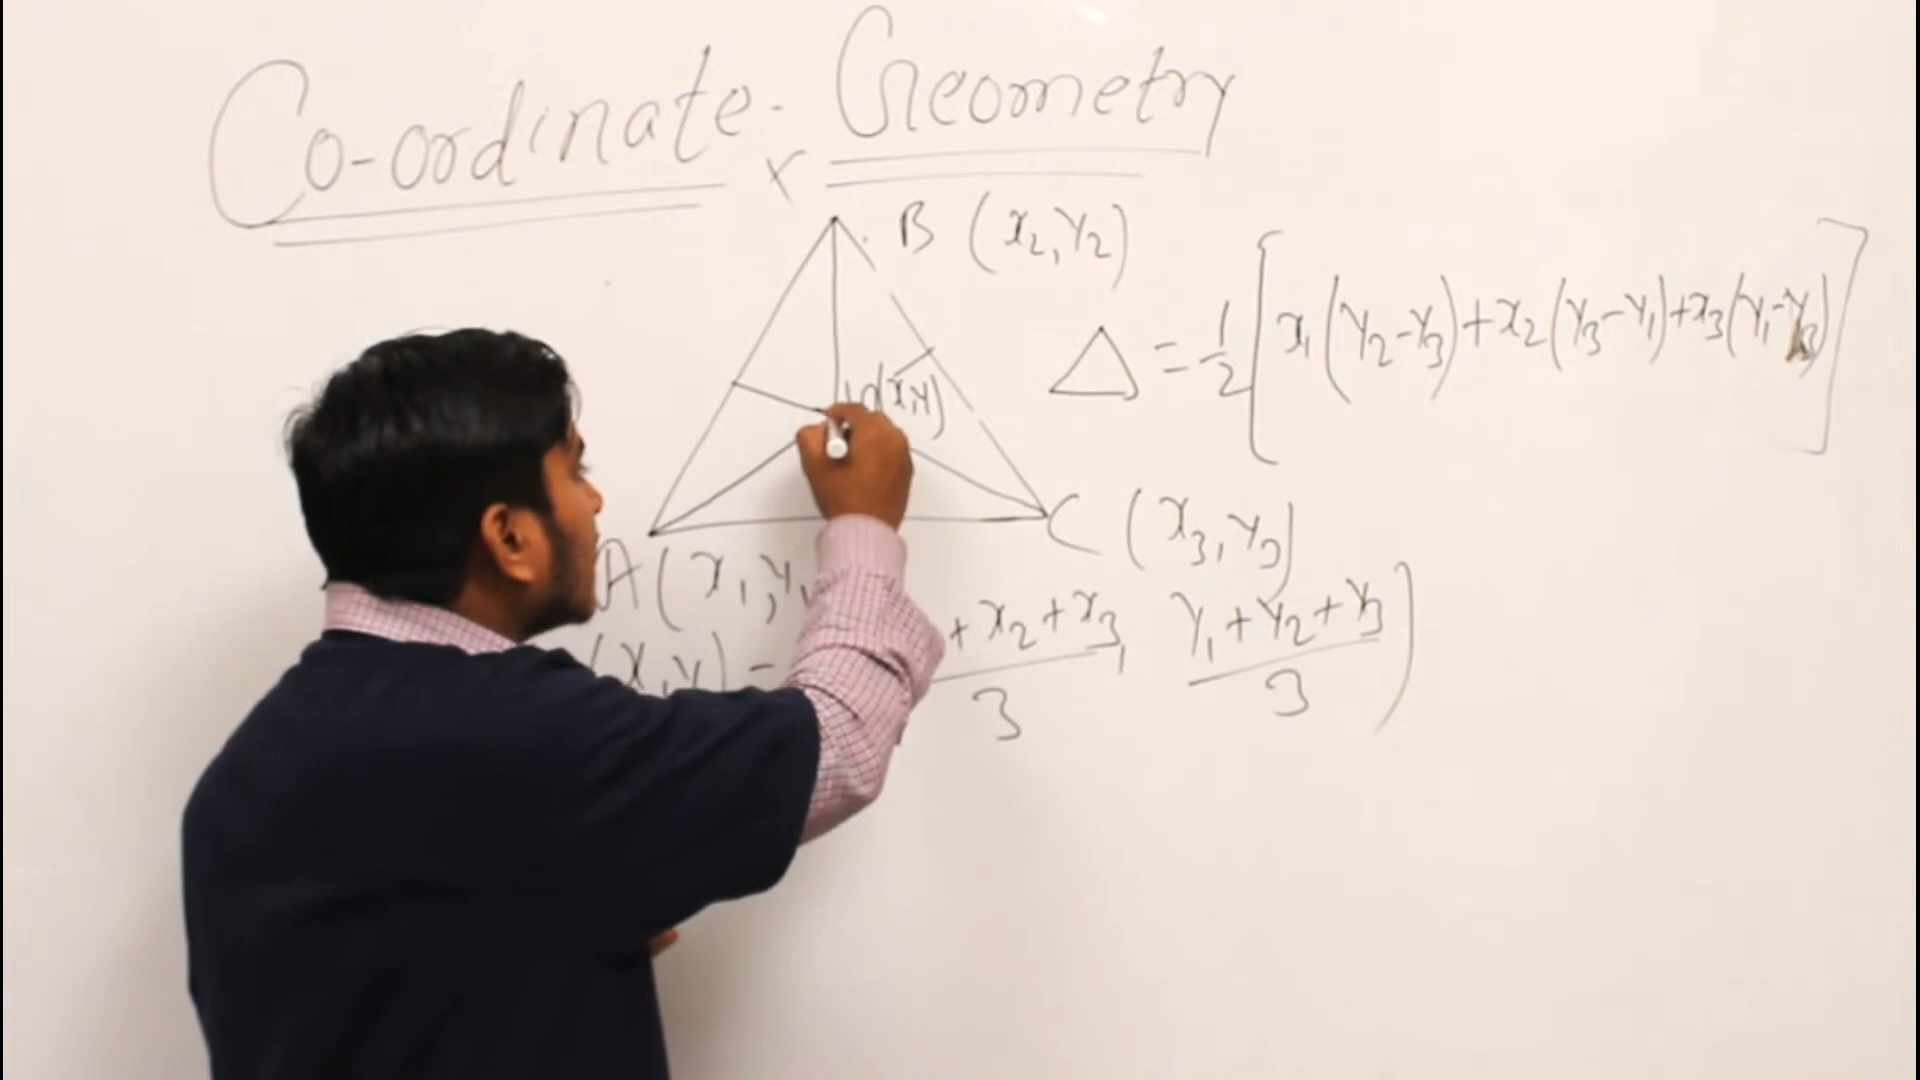 Co-ordinate Geometry
B (x₂, y₂)
△ = 1/2 [x₁(y₂-y₃)+x₂(y₃-y₁)+x₃(y₁-y₃)]
(x,y)
C (x₃, y₃)
A (x₁, y₁
(x,y) = + x₂ + x₃ / 3, y₁ + y₂ + y₃ / 3)